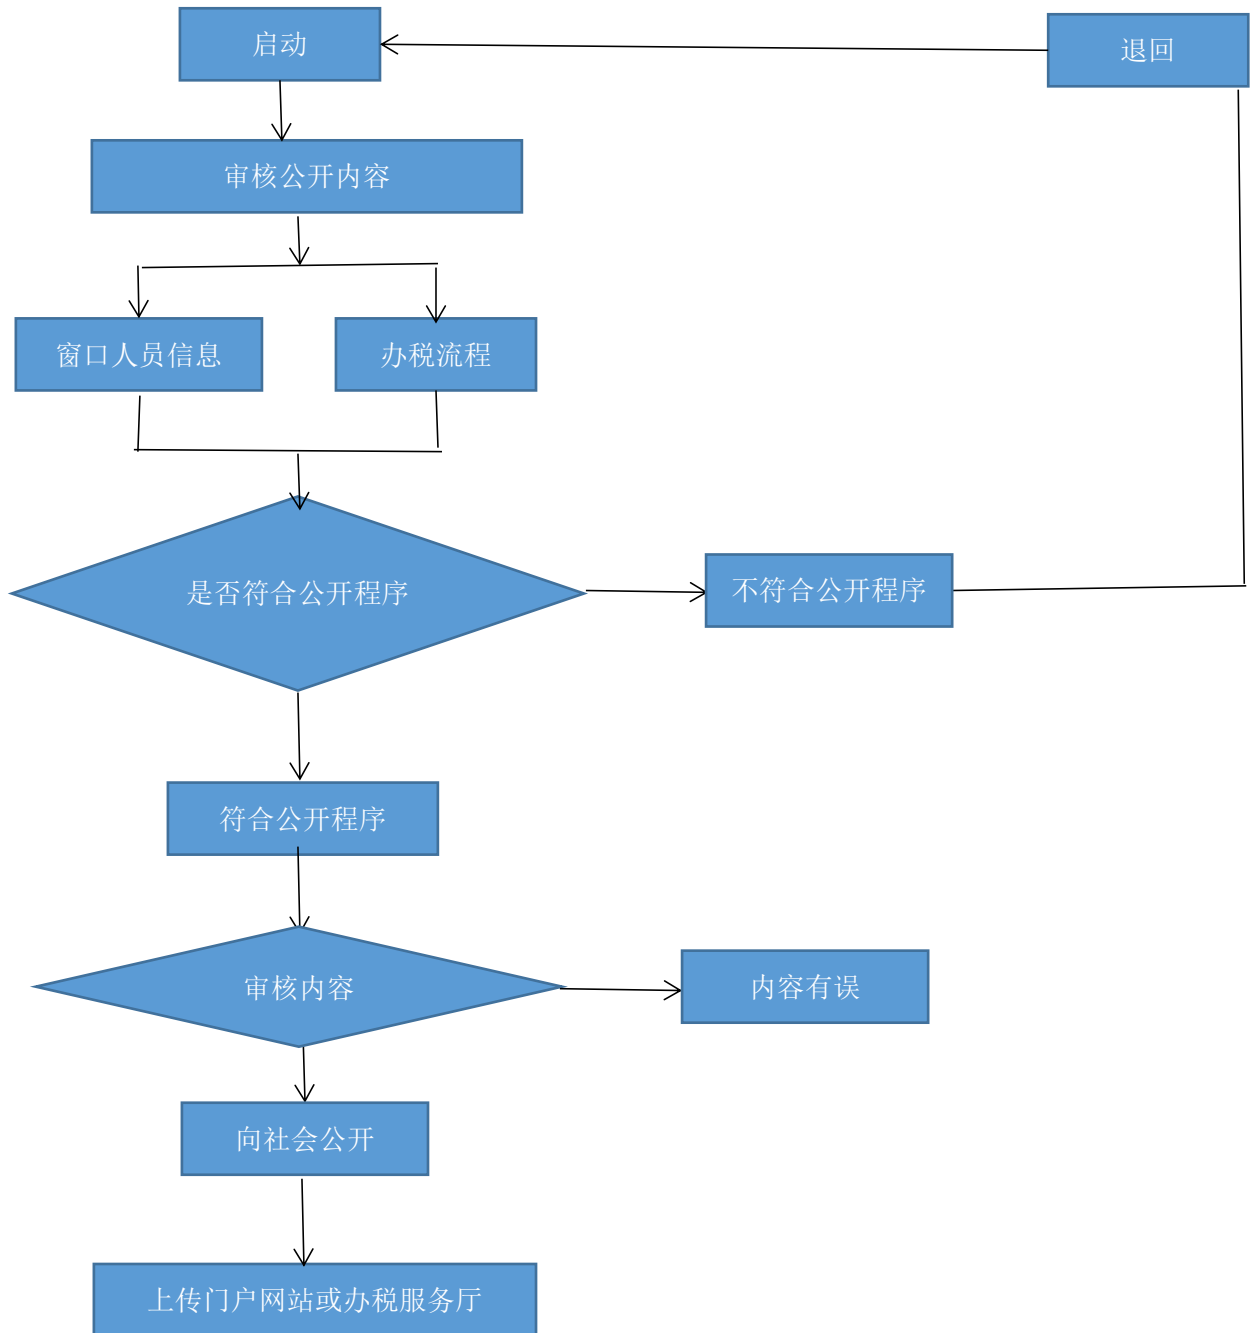 启动
退回
审核公开内容
窗口人员信息
办税流程
是否符合公开程序
不符合公开程序
符合公开程序
审核内容
内容有误
向社会公开
上传门户网站或办税服务厅